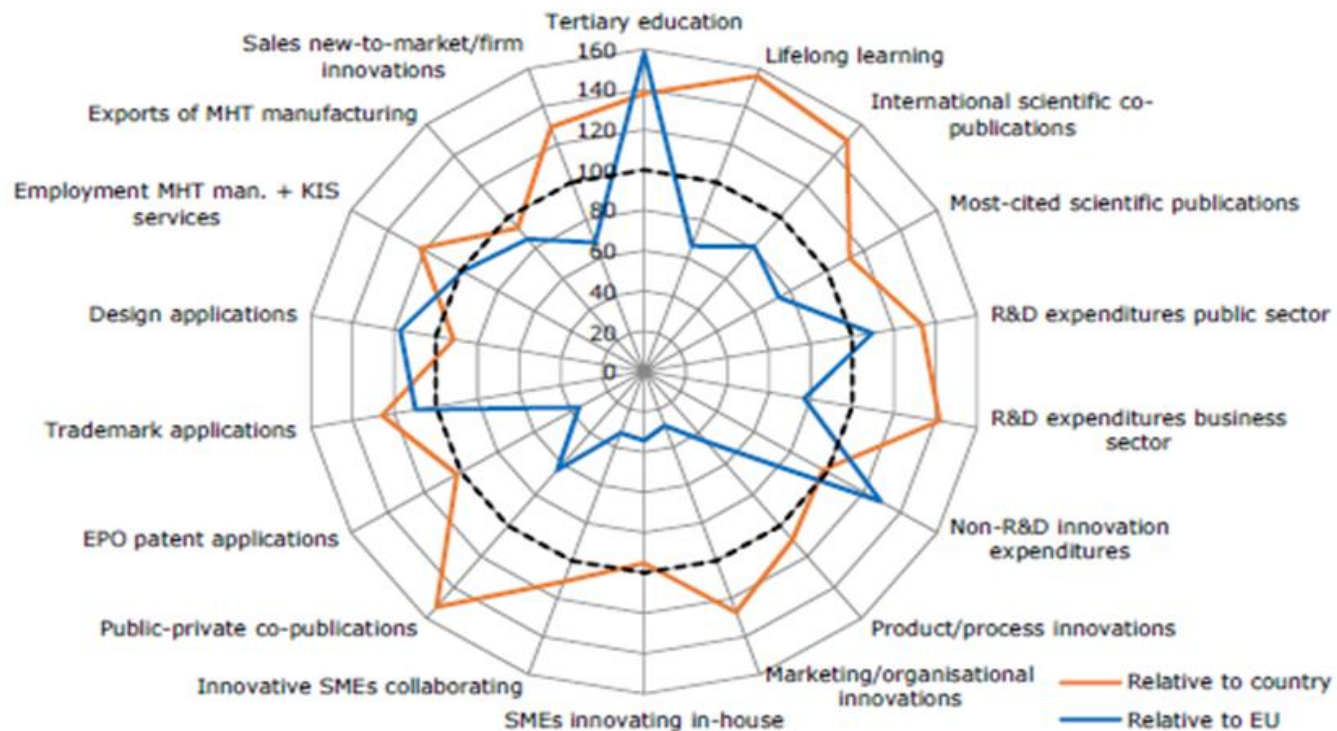 Tertiary education
Sales new-to-market/firm
innovations
160
Lifelong learning
140
Exports of MHT manufacturing
International scientific co-
publications
120
100
Employment MHT man. + KIS
services
80
Most-cited scientific publications
60
40
Design applications
R&D expenditures public sector
20
0
Trademark applications
R&D expenditures business
sector
EPO patent applications
Non-R&D innovation
expenditures
Public-private co-publications
Product/process innovations
Innovative SMEs collaborating
Marketing/organisational
innovations
SMEs innovating in-house
Relative to country
Relative to EU